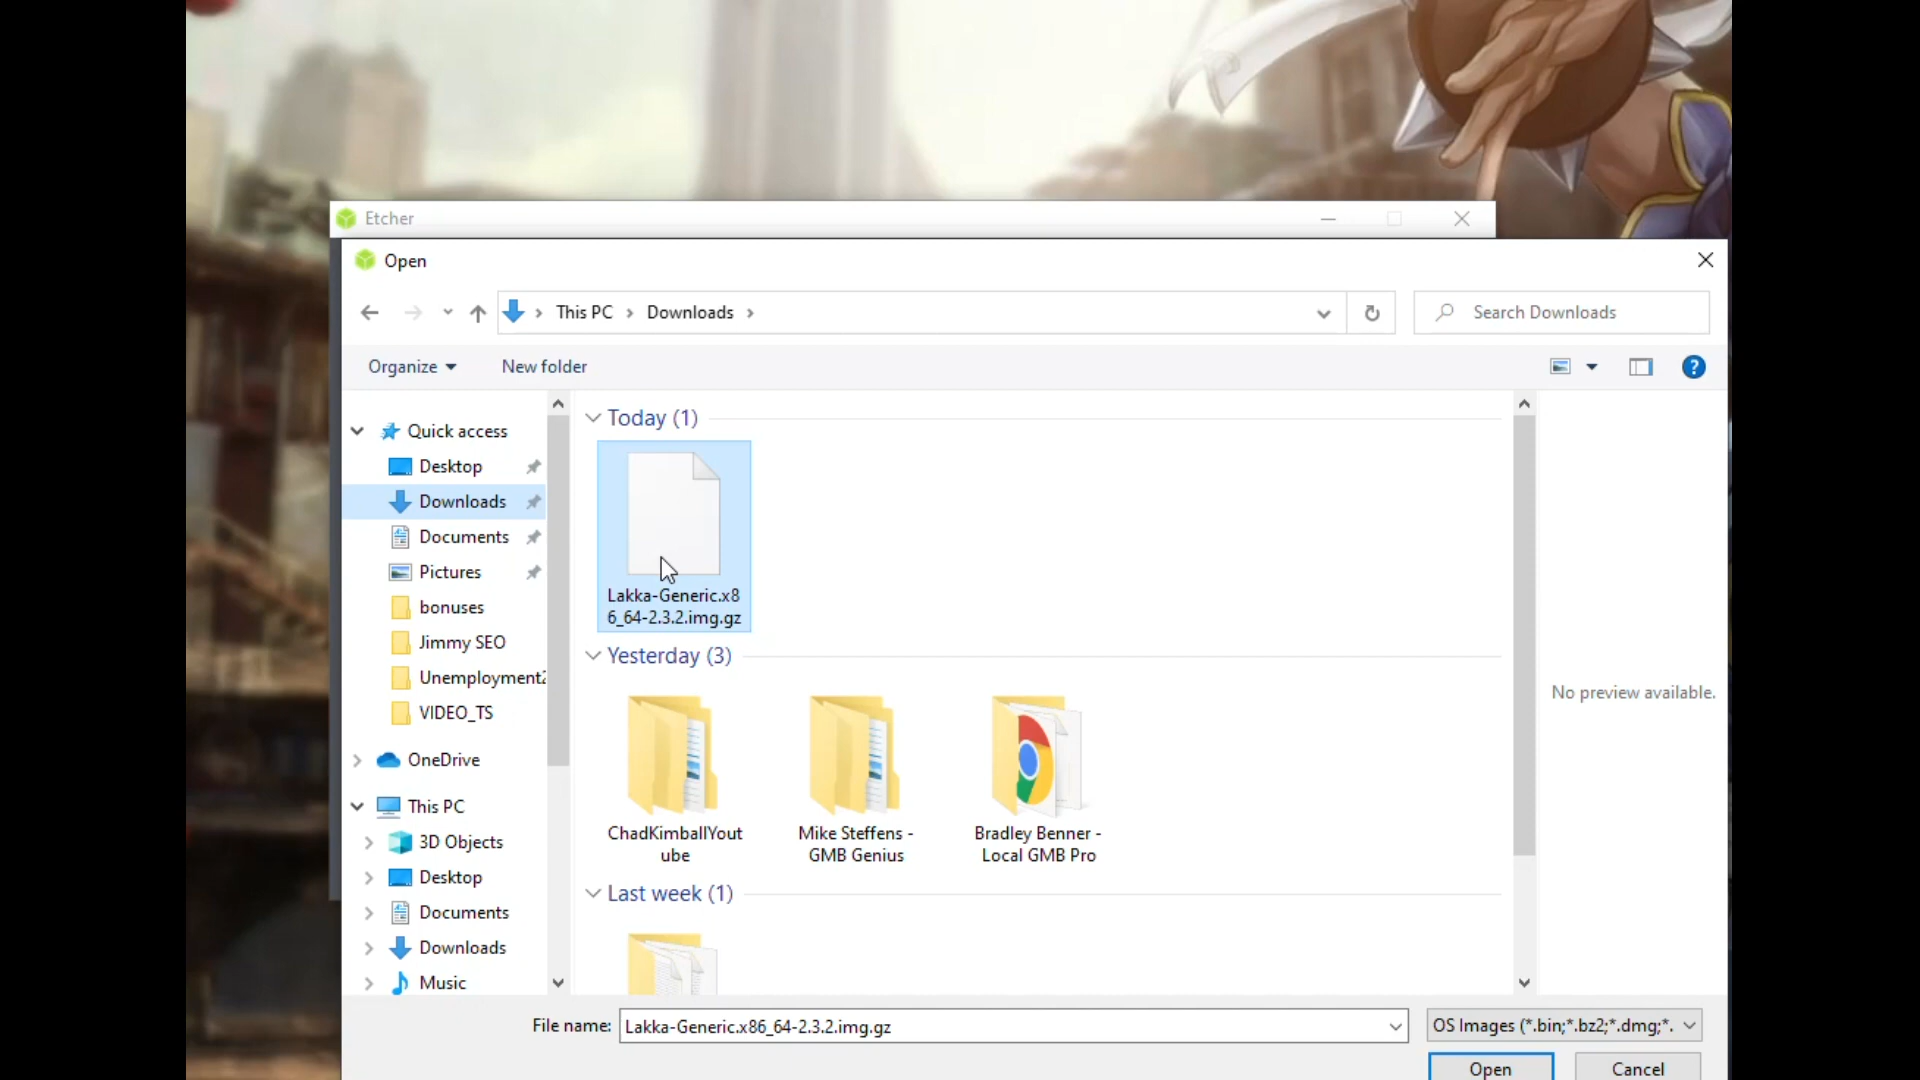 Etcher
Open
This PC
Downloads
Search Downloads
Organize
New folder
?
Quick access
Desktop
Downloads
Documents
Pictures
bonuses
Jimmy SEO
Unemployment2
VIDEO_TS
OneDrive
This PC
3D Objects
Desktop
Documents
Downloads
Music
Today (1)
Lakka-Generic.x8
6_64-2.3.2.img.gz
Yesterday (3)
ChadKimballYout
ube
Mike Steffens -
GMB Genius
Bradley Benner -
Local GMB Pro
Last week (1)
No preview available.
File name:
Lakka-Generic.x86_64-2.3.2.img.gz
OS Images (*.bin;*.bz2;*.dmg;*.
Open
Cancel